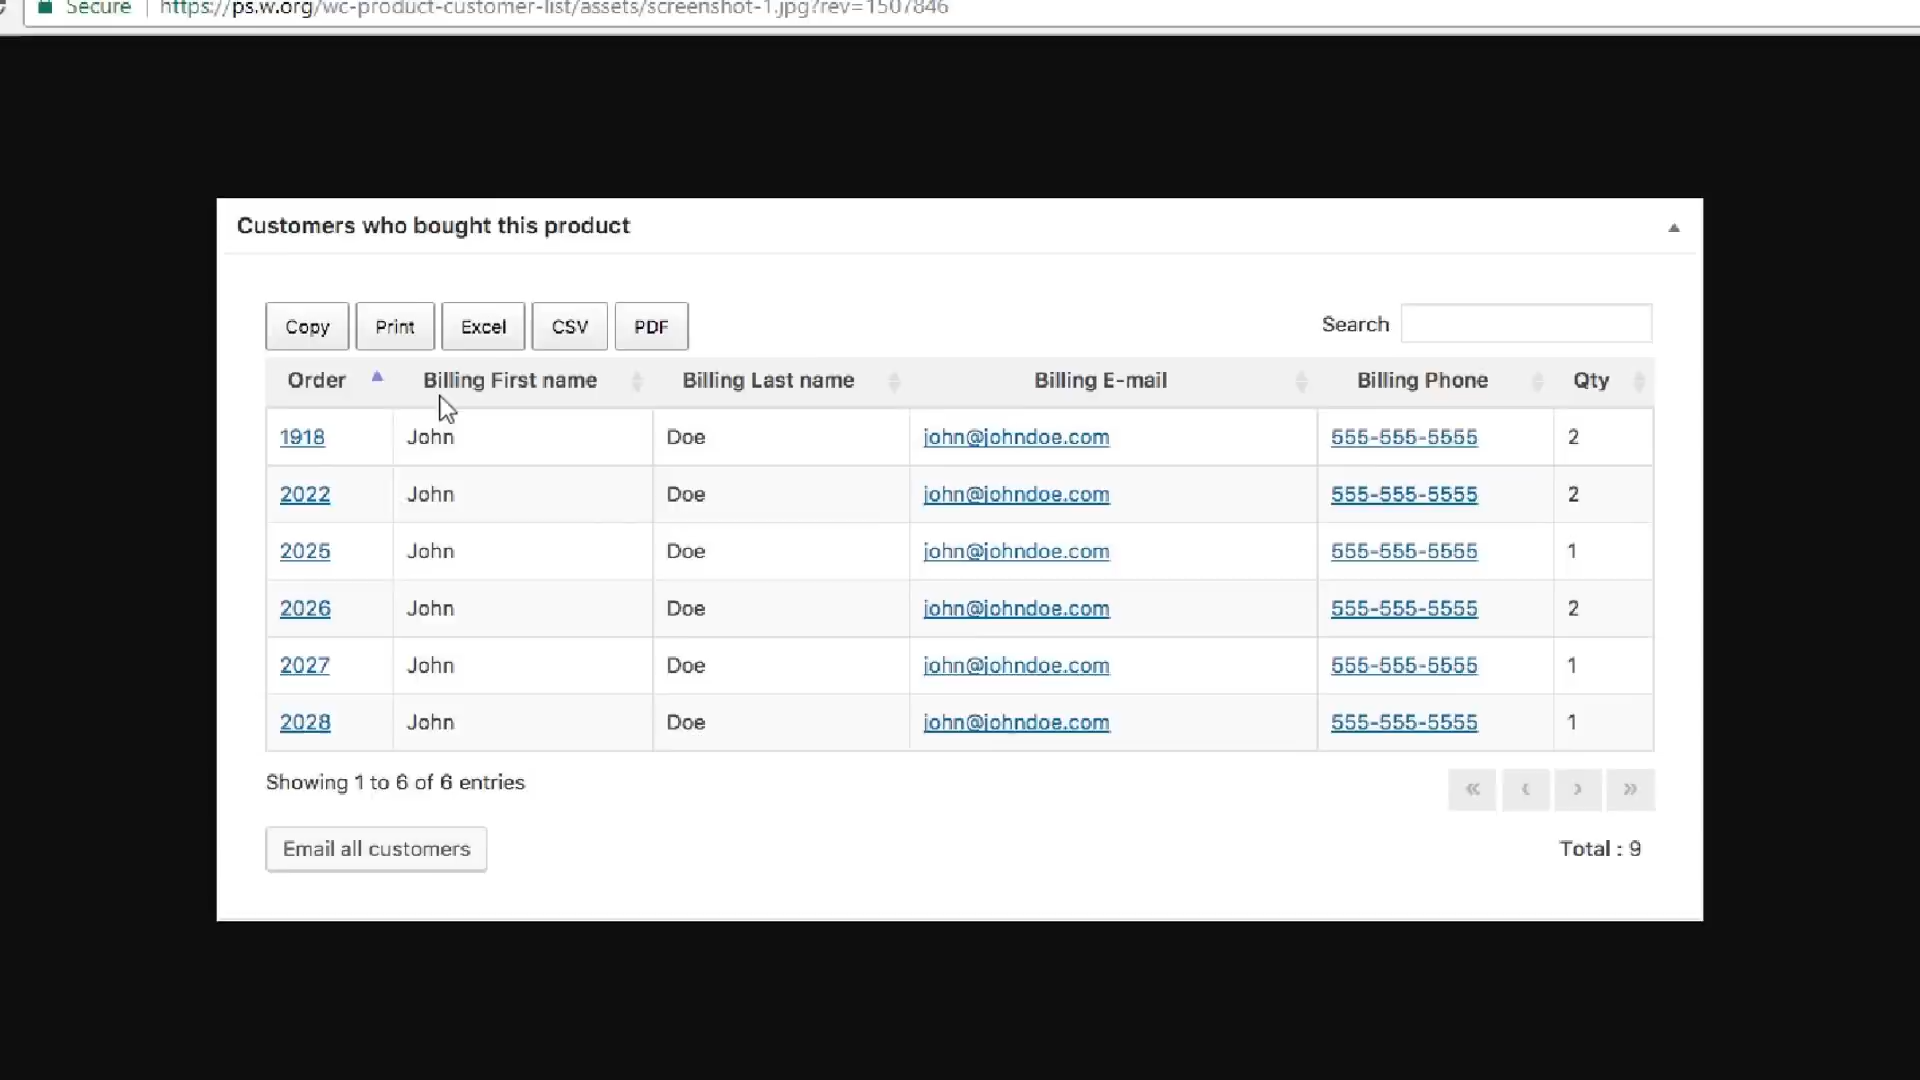 Secure https://ps.w.org/wc-product-customer-list/assets/screenshot-1.jpg?rev=1507846
Customers who bought this product
Copy Print Excel CSV PDF Search
Order Billing First name Billing Last name Billing E-mail Billing Phone Qty
1918 John Doe john@johndoe.com 555-555-5555 2
2022 John Doe john@johndoe.com 555-555-5555 2
2025 John Doe john@johndoe.com 555-555-5555 1
2026 John Doe john@johndoe.com 555-555-5555 2
2027 John Doe john@johndoe.com 555-555-5555 1
2028 John Doe john@johndoe.com 555-555-5555 1
Showing 1 to 6 of 6 entries « ‹ › »
Email all customers Total : 9